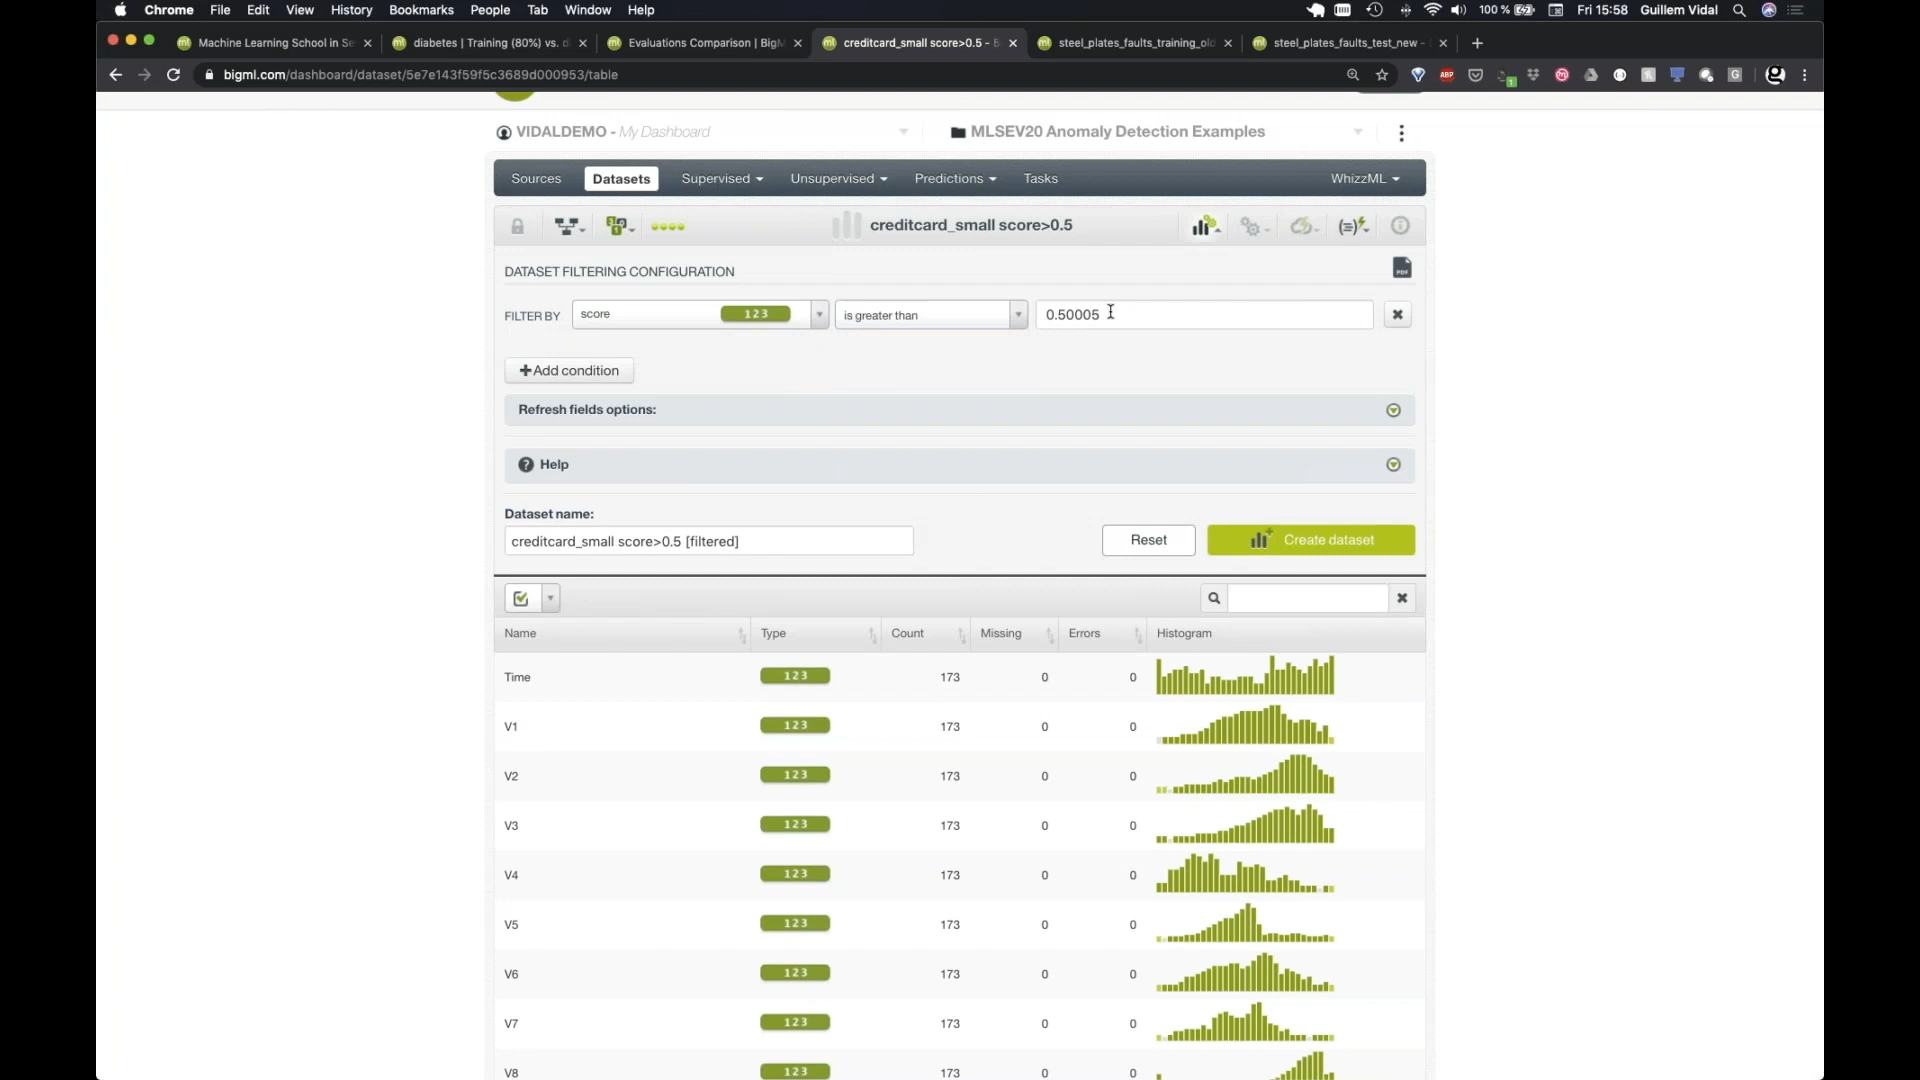 Chrome File Edit View History Bookmarks People Tab Window Help 100 % Fri 15:58 Guillem Vidal
Machine Learning School in Se diabetes | Training (80%) vs. d Evaluations Comparison | BigM creditcard_small score>0.5 - steel_plates_faults_training_old steel_plates_faults_test_new -
bigml.com/dashboard/dataset/5e7e143f59f5c3689d000953/table
VIDALDEMO - My Dashboard MLSEV20 Anomaly Detection Examples
Sources Datasets Supervised Unsupervised Predictions Tasks WhizzML
creditcard_small score>0.5
DATASET FILTERING CONFIGURATION PDF
FILTER BY score 123 is greater than 0.50005
+Add condition
Refresh fields options:
? Help
Dataset name:
creditcard_small score>0.5 [filtered] Reset Create dataset
Name Type Count Missing Errors Histogram
Time 123 173 0 0
V1 123 173 0 0
V2 123 173 0 0
V3 123 173 0 0
V4 123 173 0 0
V5 123 173 0 0
V6 123 173 0 0
V7 123 173 0 0
V8 123 173 0 0